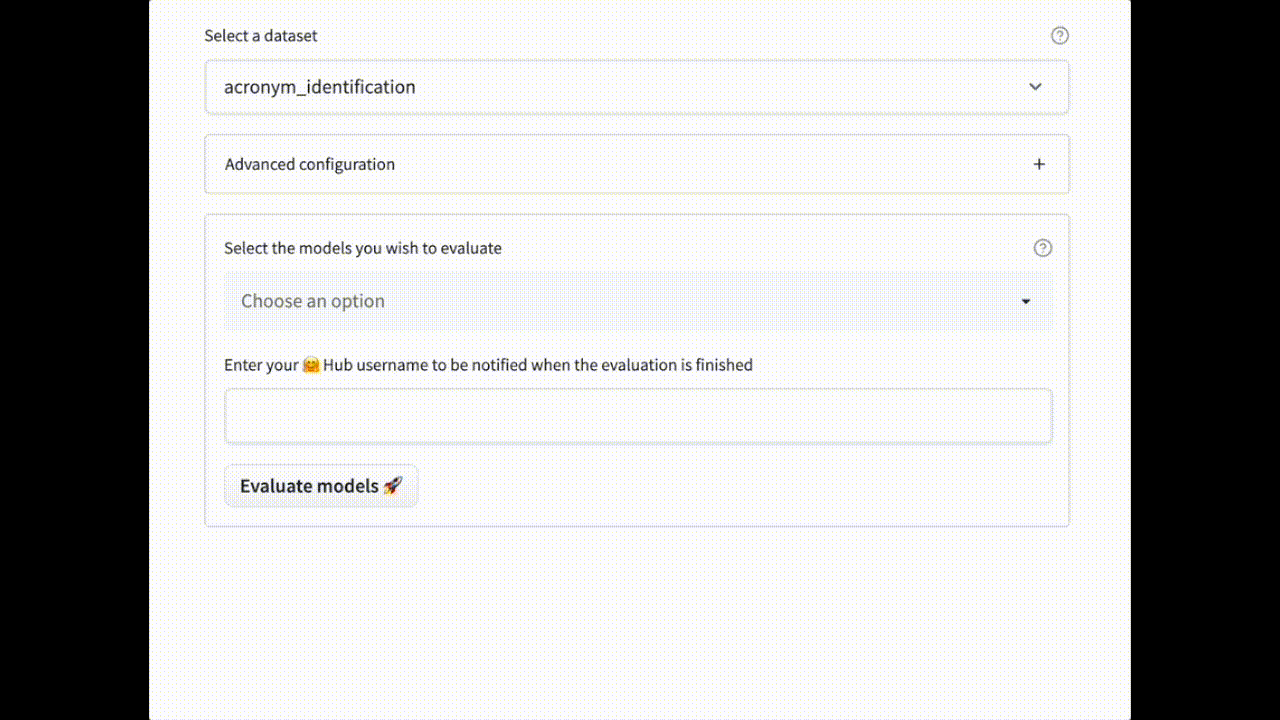 Select a dataset
acronym_identification
Advanced configuration
Select the models you wish to evaluate
Choose an option
Enter your 🤗 Hub username to be notified when the evaluation is finished
Evaluate models 🚀